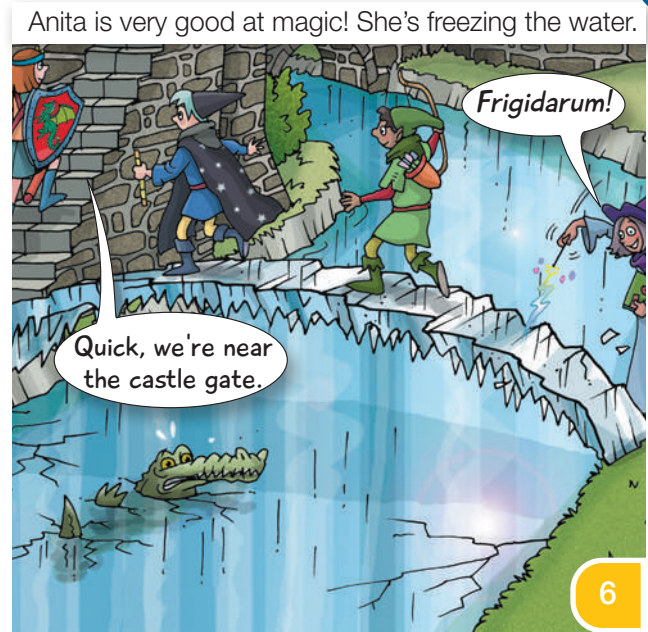 Anita is very good at magic! She's freezing the water.
Frigidarum!
Quick, we're near
the castle gate.
6